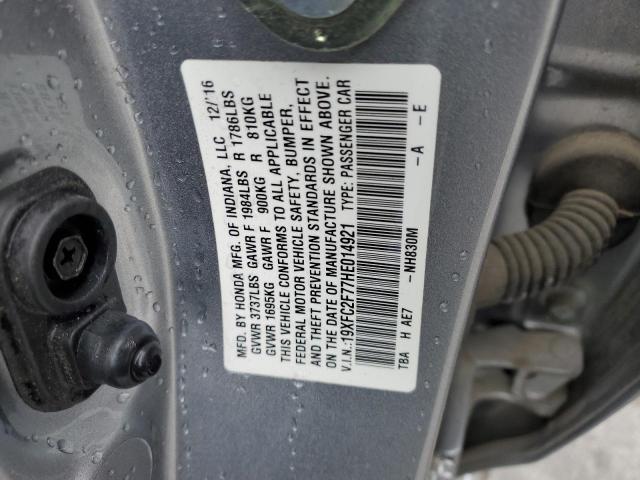 MFD. BY HONDA MFG. OF INDIANA, LLC 12/'16
GVWR 3737LBS GAWR F 1984LBS R 1786LBS
GVWR 1695KG GAWR F 900KG R 810KG
THIS VEHICLE CONFORMS TO ALL APPLICABLE
FEDERAL MOTOR VEHICLE SAFETY, BUMPER,
AND THEFT PREVENTION STANDARDS IN EFFECT
ON THE DATE OF MANUFACTURE SHOWN ABOVE.
V.I.N.:19XFC2F77HE014921 TYPE: PASSENGER CAR
-NH830M -A -E
TBA H AE7